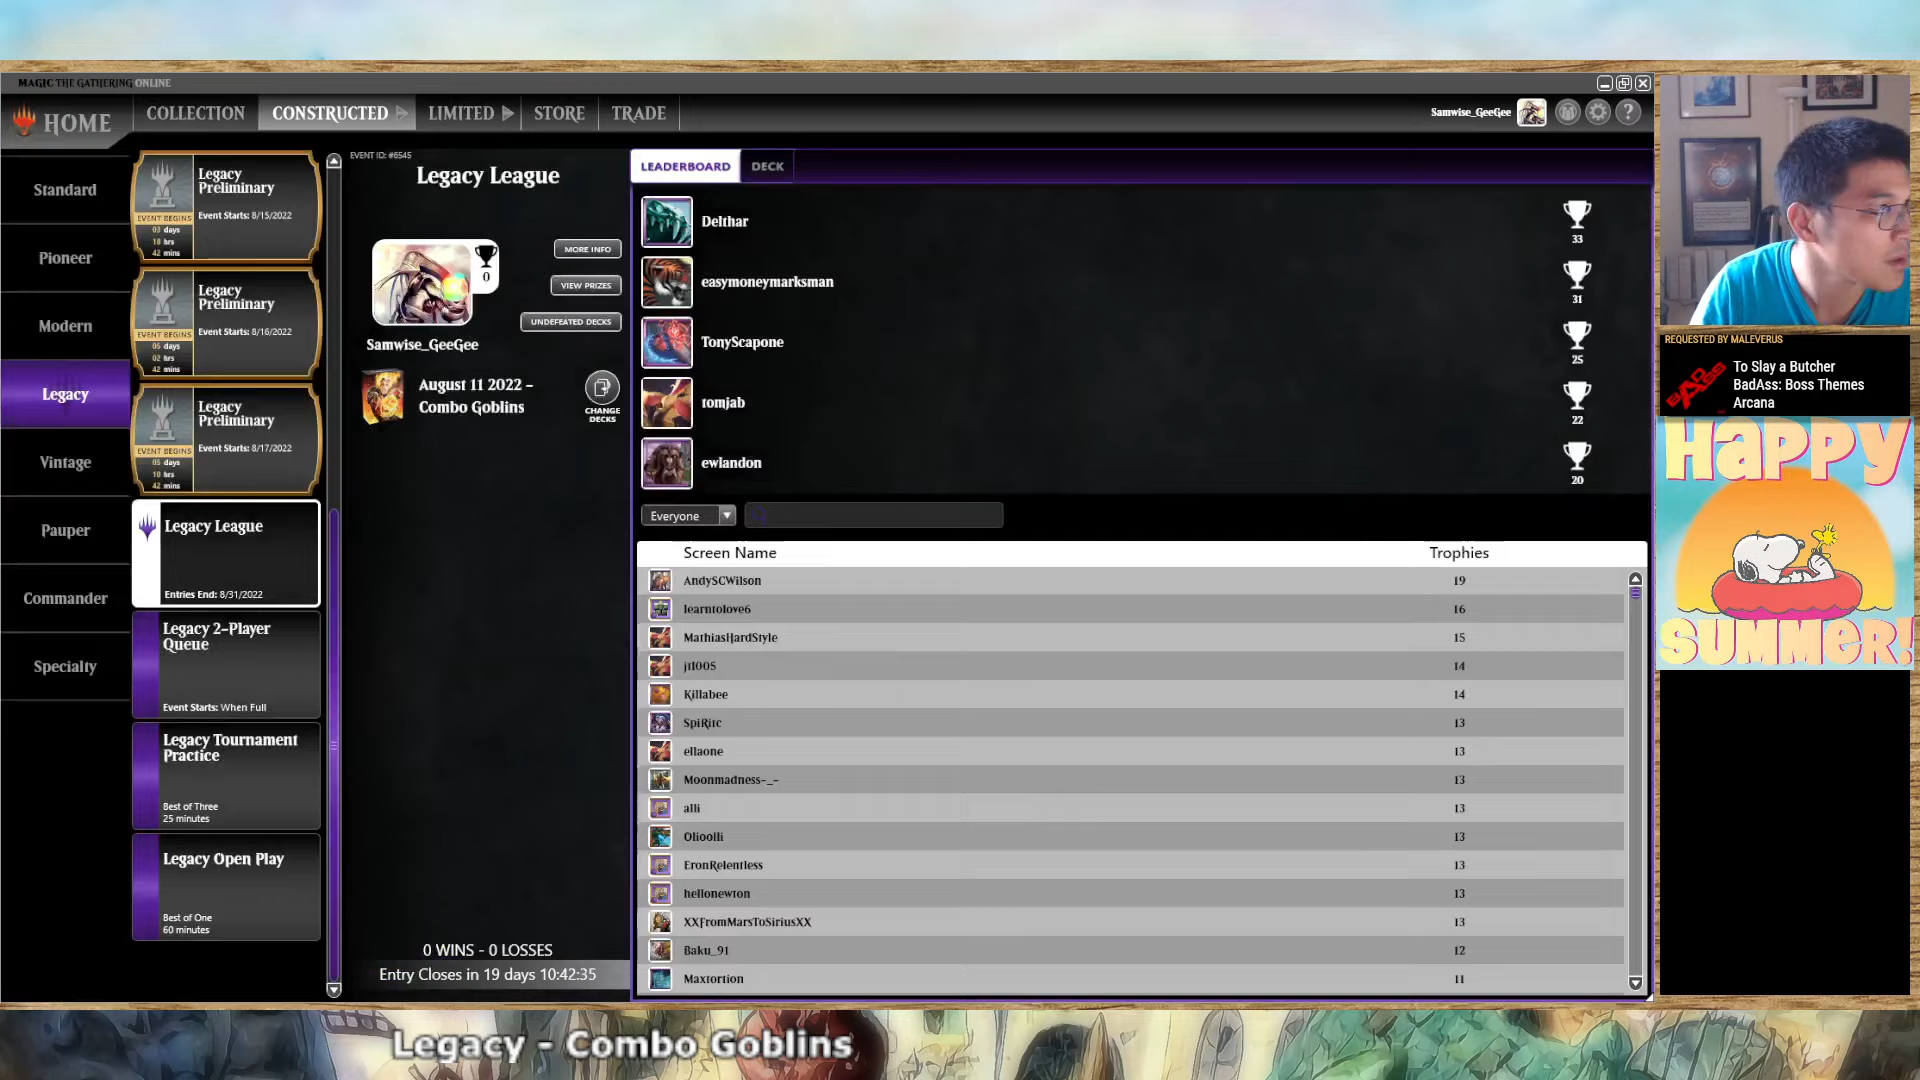 MAGIC THE GATHERING ONLINE
HOME
COLLECTION
CONSTRUCTED
LIMITED
STORE
TRADE
Samwise_GeeGee
?
Standard
Pioneer
Modern
Legacy
Vintage
Pauper
Commander
Specialty
Legacy
Preliminary
Event Starts: 8/15/2022
EVENT BEGINS
03 days
18 hrs
42 mins
Legacy
Preliminary
Event Starts: 8/16/2022
EVENT BEGINS
05 days
02 hrs
42 mins
Legacy
Preliminary
Event Starts: 8/17/2022
EVENT BEGINS
05 days
10 hrs
42 mins
Legacy League
Entries End: 8/31/2022
Legacy 2-Player
Queue
Event Starts: When Full
Legacy Tournament
Practice
Best of Three
25 minutes
Legacy Open Play
Best of One
60 minutes
EVENT ID: #6545
Legacy League
0
MORE INFO
VIEW PRIZES
UNDEFEATED DECKS
Samwise_GeeGee
August 11 2022 -
Combo Goblins
CHANGE
DECKS
0 WINS - 0 LOSSES
Entry Closes in 19 days 10:42:35
LEADERBOARD
DECK
Delthar
33
easymoneymarksman
31
TonyScapone
25
tomjab
22
ewlandon
20
Everyone
Screen Name Trophies
AndySCWilson 19
learntolove6 16
MathiasHardStyle 15
jtl005 14
Killabee 14
SpiRitc 13
ellaone 13
Moonmadness-_- 13
alli 13
Olioolli 13
EronRelentless 13
hellonewton 13
XXFromMarsToSiriusXX 13
Baku_91 12
Maxtortion 11
REQUESTED BY MALEVERUS
BADASS
To Slay a Butcher
BadAss: Boss Themes
Arcana
HAPPY
SUMMER!
Legacy - Combo Goblins